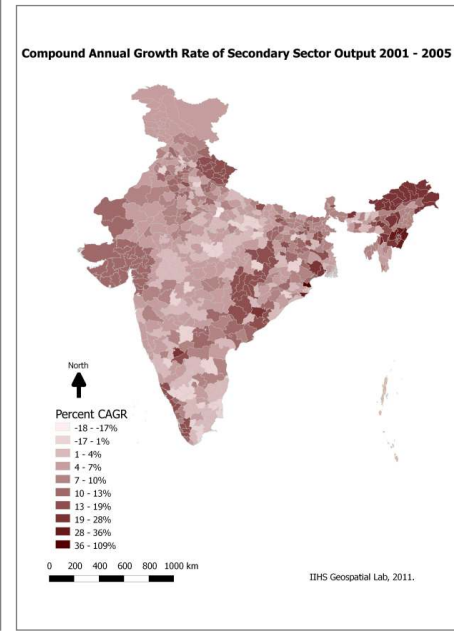 Compound Annual Growth Rate of Secondary Sector Output 2001 - 2005
North
Percent CAGR
-18 - -17%
-17 - 1%
1 - 4%
4 - 7%
7 - 10%
10 - 13%
13 - 19%
19 - 28%
28 - 36%
36 - 109%
0 200 400 600 800 1000 km
IIHS Geospatial Lab, 2011.